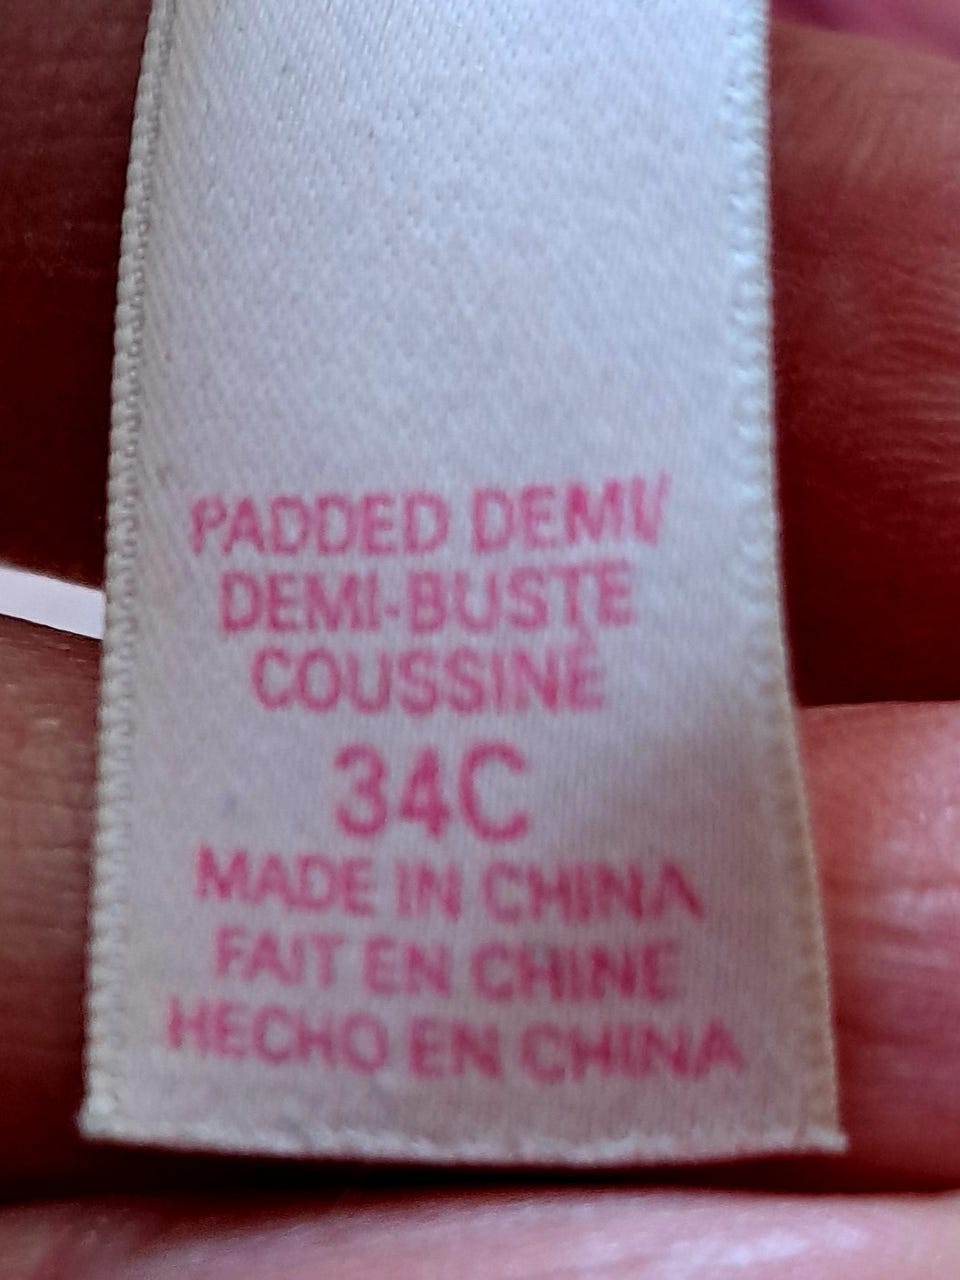 PADDED DEMI/
DEMI-BUSTE
COUSSINÉ
34C
MADE IN CHINA
FAIT EN CHINE
HECHO EN CHINA